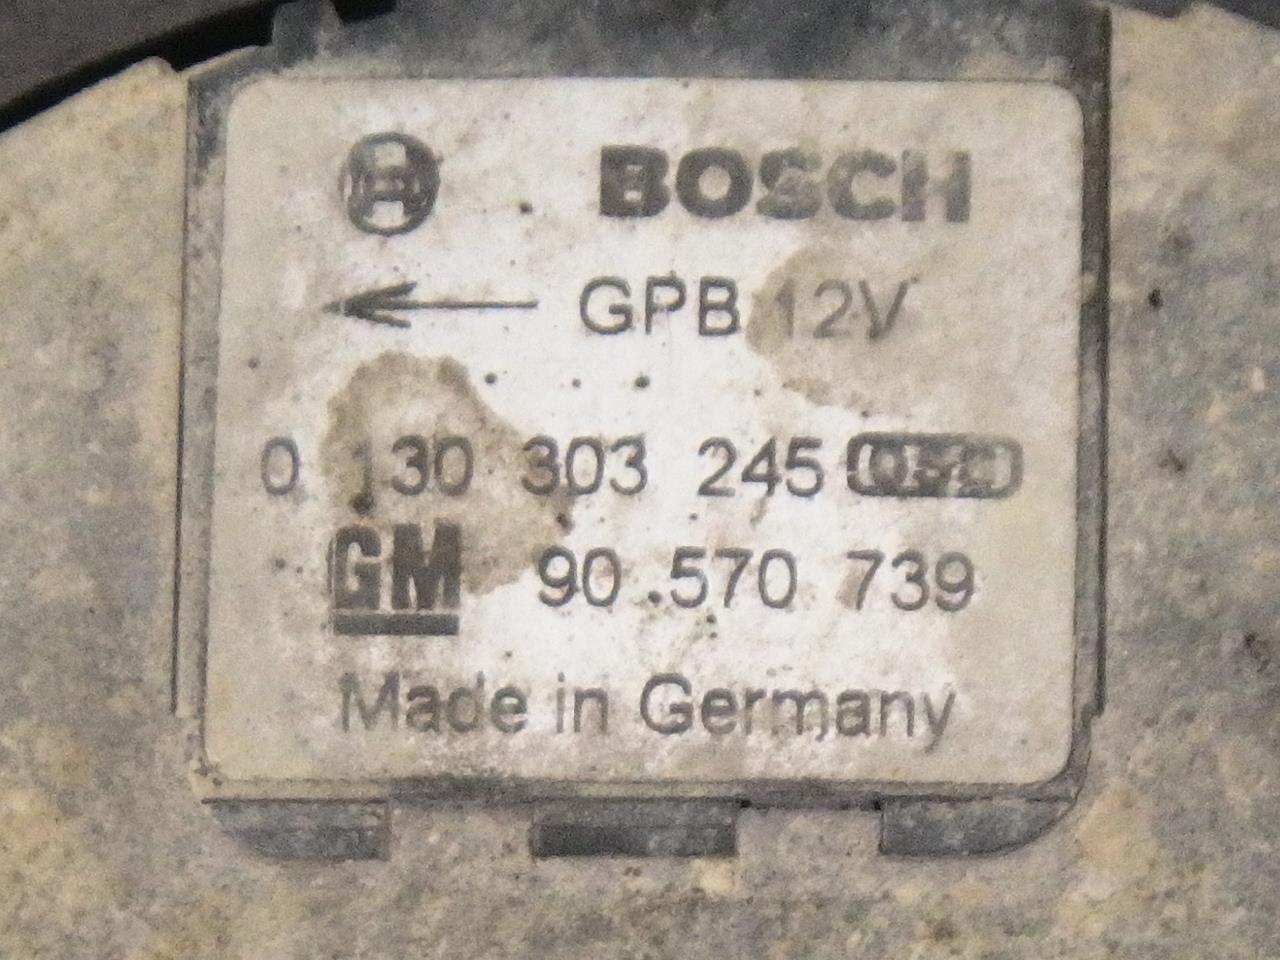 BOSCH
GPB 12V
0 130 303 245
GM 90 570 739
Made in Germany